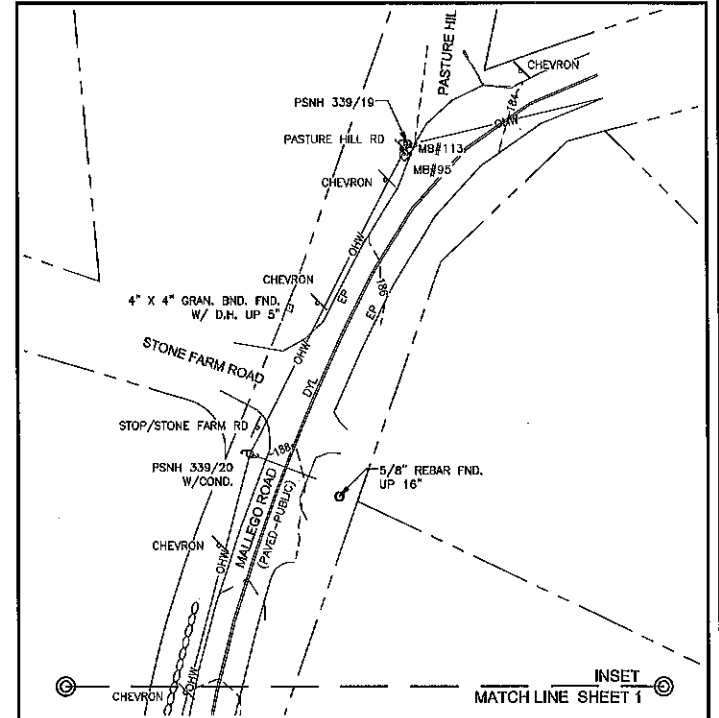 PASTURE HIL
CHEVRON
PSNH 339/19
184
OHW
PASTURE HILL RD
MB#113
MB#95
CHEVRON
OHW
186
CHEVRON
EP
EP
4" X 4" GRAN. BND. FND.
W/ D.H. UP 5"
OHW
STONE FARM ROAD
DYL
STOP/STONE FARM RD
188
PSNH 339/20
W/COND.
5/8" REBAR FND.
UP 16"
MALLEGO ROAD
(PAVED-PUBLIC)
CHEVRON
OHW
OHW
CHEVRON
INSET
MATCH LINE SHEET 1